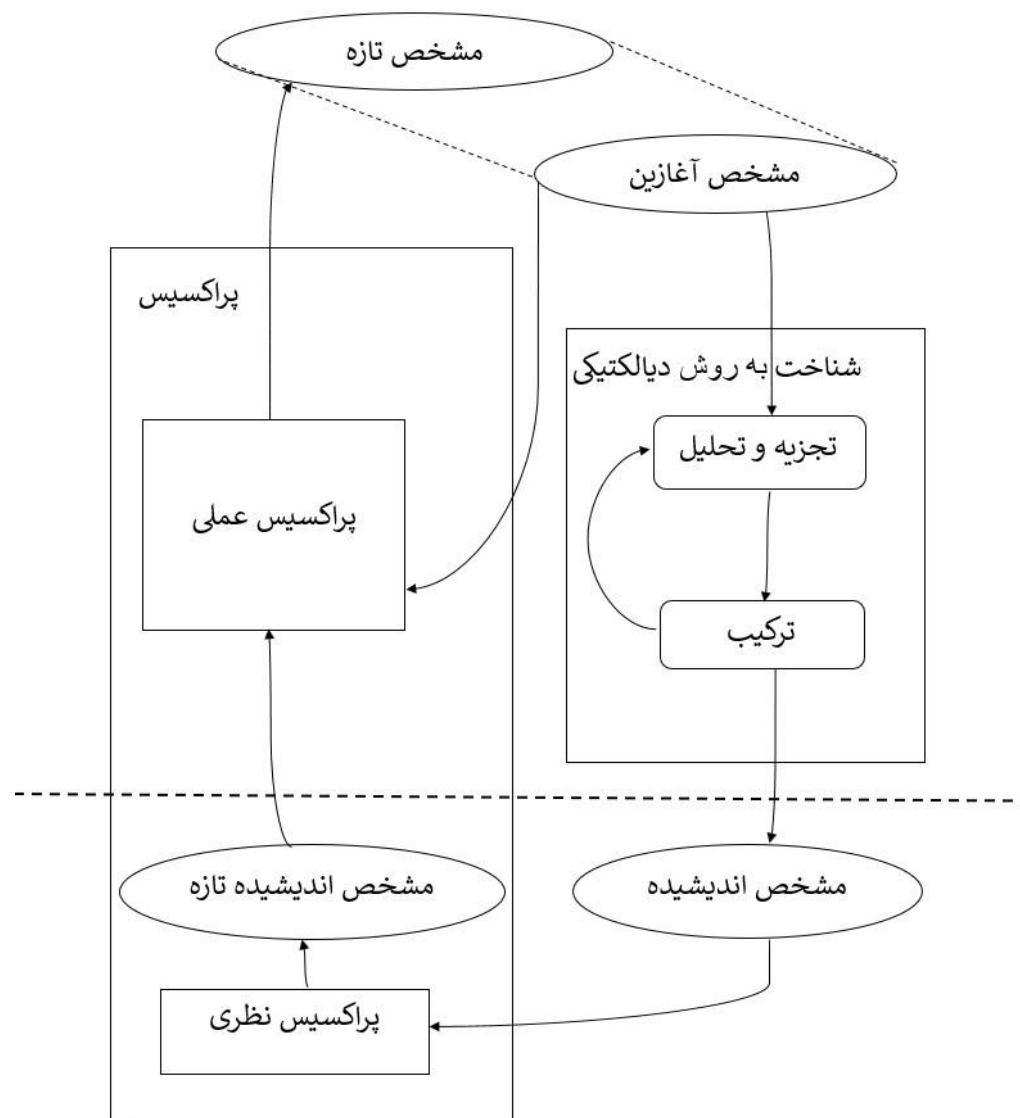 مشخص تازه
مشخص آغازین
پراکسیس
شناخت به روش دیالکتیکی
تجزیه و تحلیل
پراکسیس عملی
ترکیب
مشخص اندیشیده
مشخص اندیشیده تازه
پراکسیس نظری